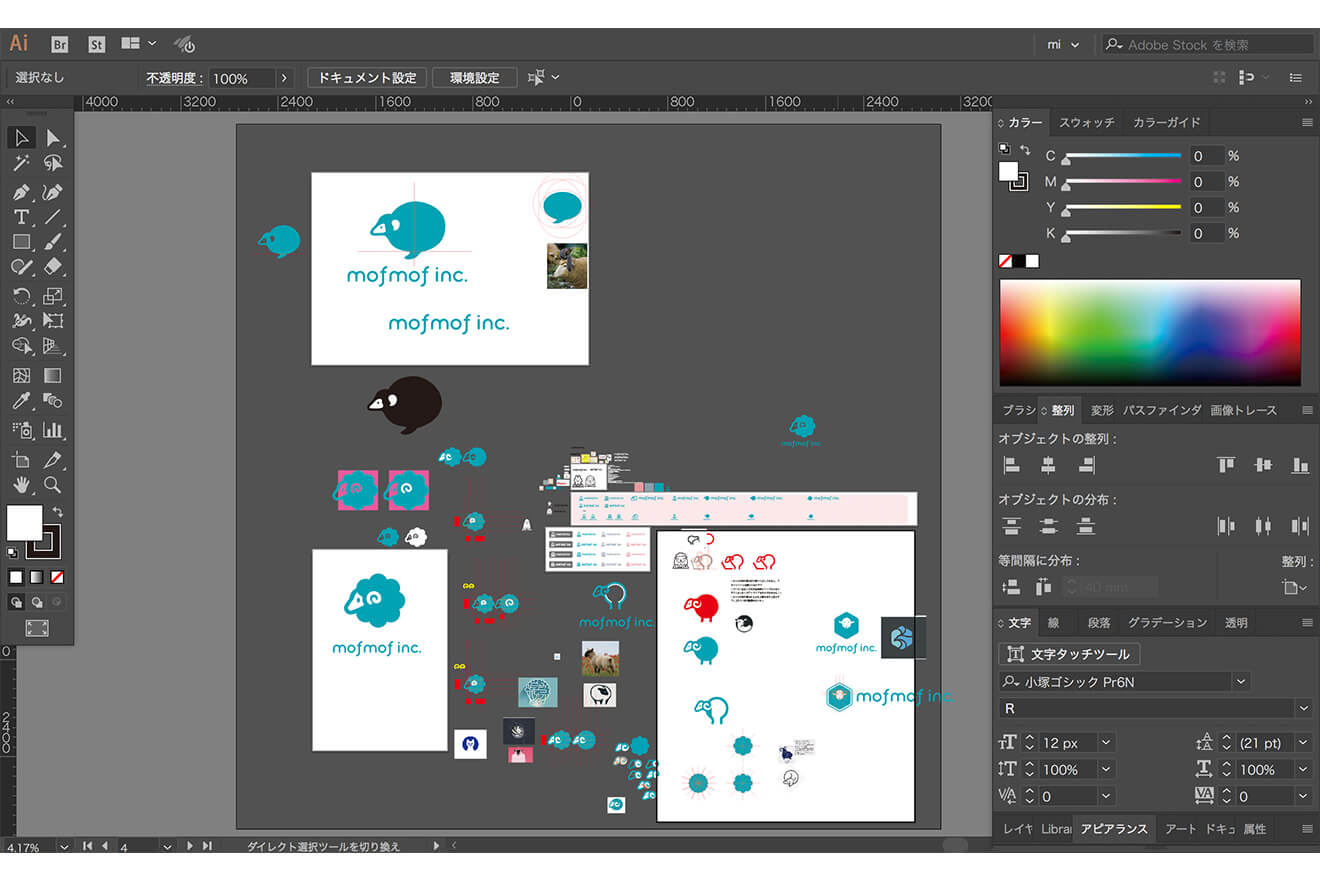 Ai Br St mi Adobe Stock を検索
選択なし 不透明度 : 100% ドキュメント設定 環境設定
4000 3200 2400 1600 800 0 800 1600 2400 3200
カラー スウォッチ カラーガイド
C 0 %
M 0 %
Y 0 %
K 0 %
mofmof inc.
mofmof inc.
ブラシ 整列 変形 パスファインダ 画像トレース
オブジェクトの整列 :
オブジェクトの分布 :
等間隔に分布 : 整列 :
40 mm
mofmof inc.
mofmof inc.
mofmof inc.
mofmof inc.
mofmof inc.
文字 線 段落 グラデーション 透明
文字タッチツール
小塚ゴシック Pr6N
R
12 px (21 pt)
100% 100%
0 0
レイヤ Librar アピアランス アート ドキュ 属性
0
2400
4.17% 4 ダイレクト選択ツールを切り換え